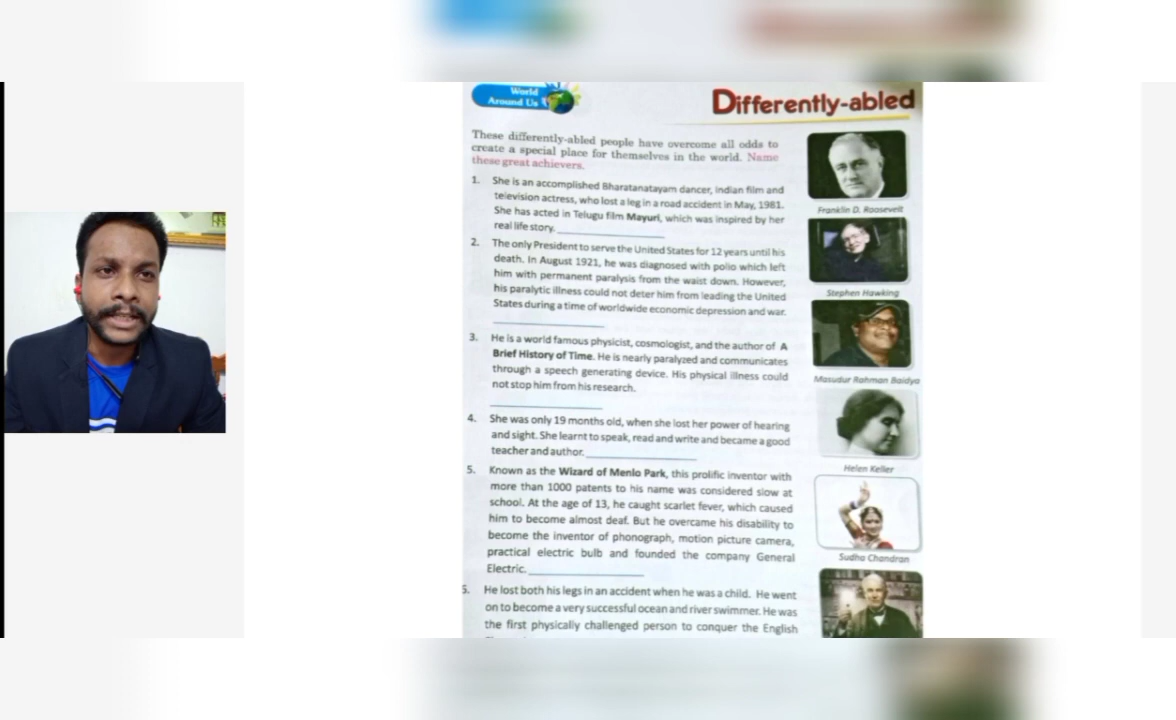 World
Around Us
Differently-abled
These differently-abled people have overcome all odds to
create a special place for themselves in the world. Name
these great achievers.
1. She is an accomplished Bharatanatayam dancer, Indian film and
television actress, who lost a leg in a road accident in May, 1981.
She has acted in Telugu film Mayuri, which was inspired by her
real life story.
2. The only President to serve the United States for 12 years until his
death. In August 1921, he was diagnosed with polio which left
him with permanent paralysis from the waist down. However,
his paralytic illness could not deter him from leading the United
States during a time of worldwide economic depression and war.
3. He is a world famous physicist, cosmologist, and the author of A
Brief History of Time. He is nearly paralyzed and communicates
through a speech generating device. His physical illness could
not stop him from his research.
4. She was only 19 months old, when she lost her power of hearing
and sight. She learnt to speak, read and write and became a good
teacher and author.
5. Known as the Wizard of Menlo Park, this prolific inventor with
more than 1000 patents to his name was considered slow at
school. At the age of 13, he caught scarlet fever, which caused
him to become almost deaf. But he overcame his disability to
become the inventor of phonograph, motion picture camera,
practical electric bulb and founded the company General
Electric.
He lost both his legs in an accident when he was a child. He went
on to become a very successful ocean and river swimmer. He was
the first physically challenged person to conquer the English
Franklin D. Roosevelt
Stephen Hawking
Masudur Rahman Baidya
Helen Keller
Sudha Chandran